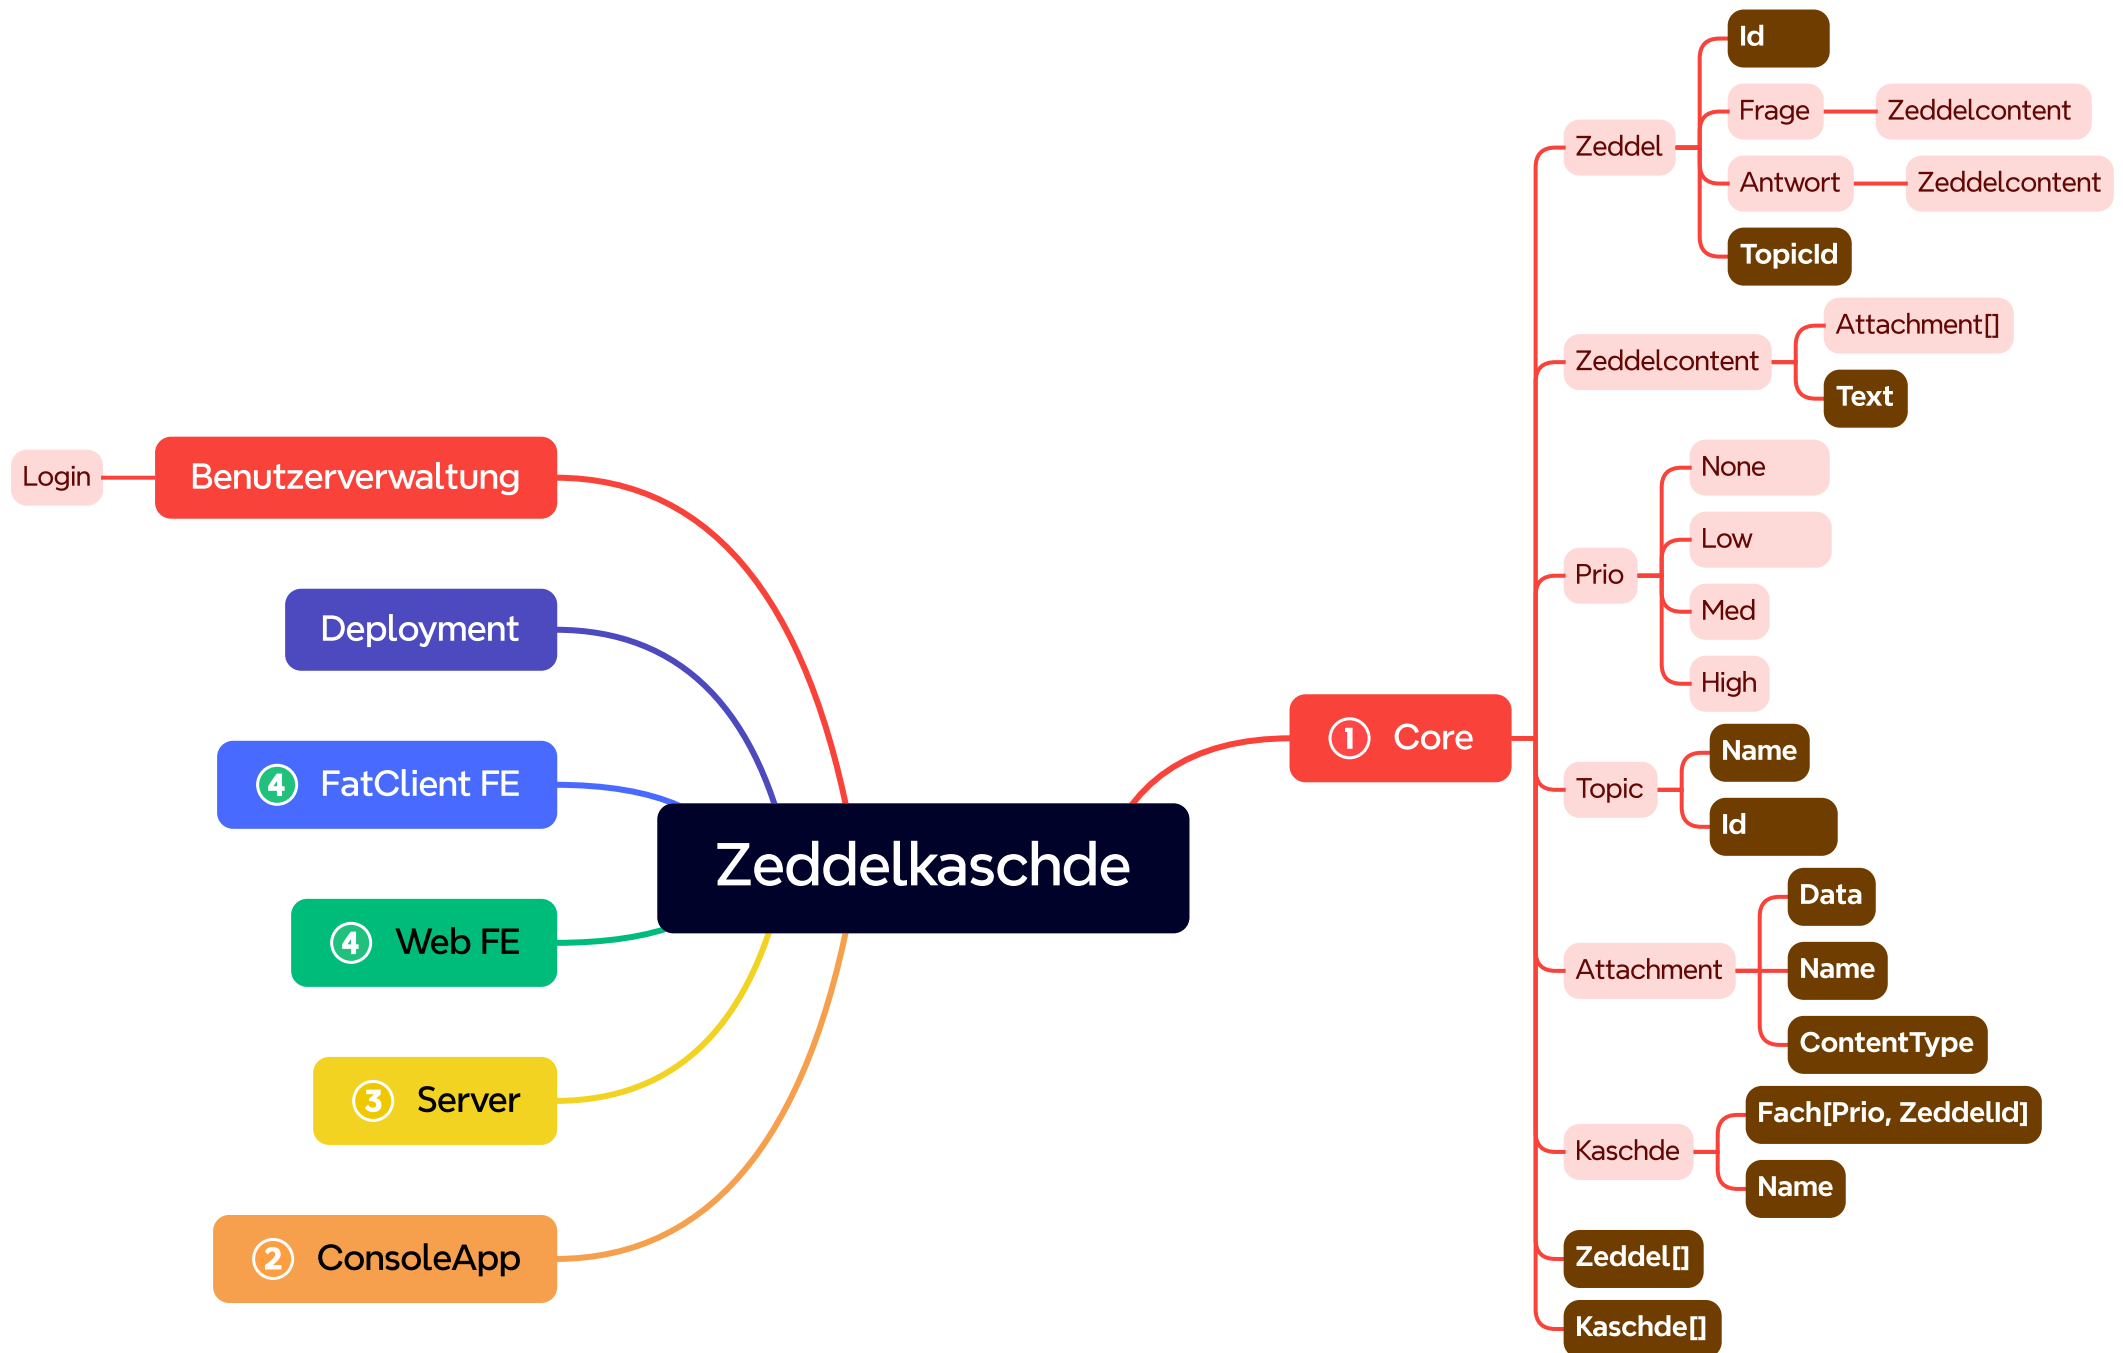 Zeddelkaschde
① Core
Zeddel
Id
Frage
Zeddelcontent
Antwort
Zeddelcontent
TopicId
Zeddelcontent
Attachment[]
Text
Prio
None
Low
Med
High
Topic
Name
Id
Attachment
Data
Name
ContentType
Kaschde
Fach[Prio, ZeddelId]
Name
Zeddel[]
Kaschde[]
Benutzerverwaltung
Login
Deployment
④ FatClient FE
④ Web FE
③ Server
② ConsoleApp